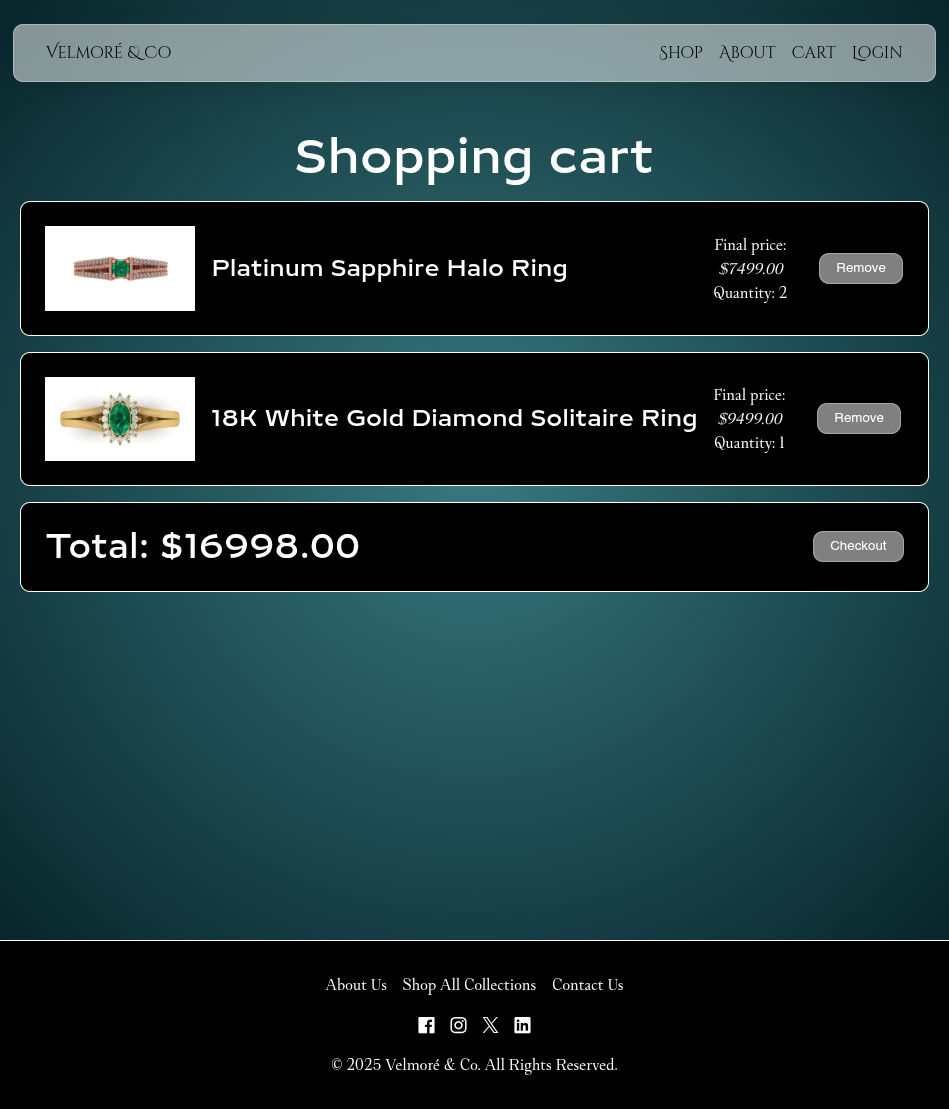 Velmoré & Co
Shop About Cart Login
Shopping cart
Platinum Sapphire Halo Ring
Final price:
$7499.00
Quantity: 2
Remove
18K White Gold Diamond Solitaire Ring
Final price:
$9499.00
Quantity: 1
Remove
Total: $16998.00
Checkout
About Us Shop All Collections Contact Us
© 2025 Velmoré & Co. All Rights Reserved.